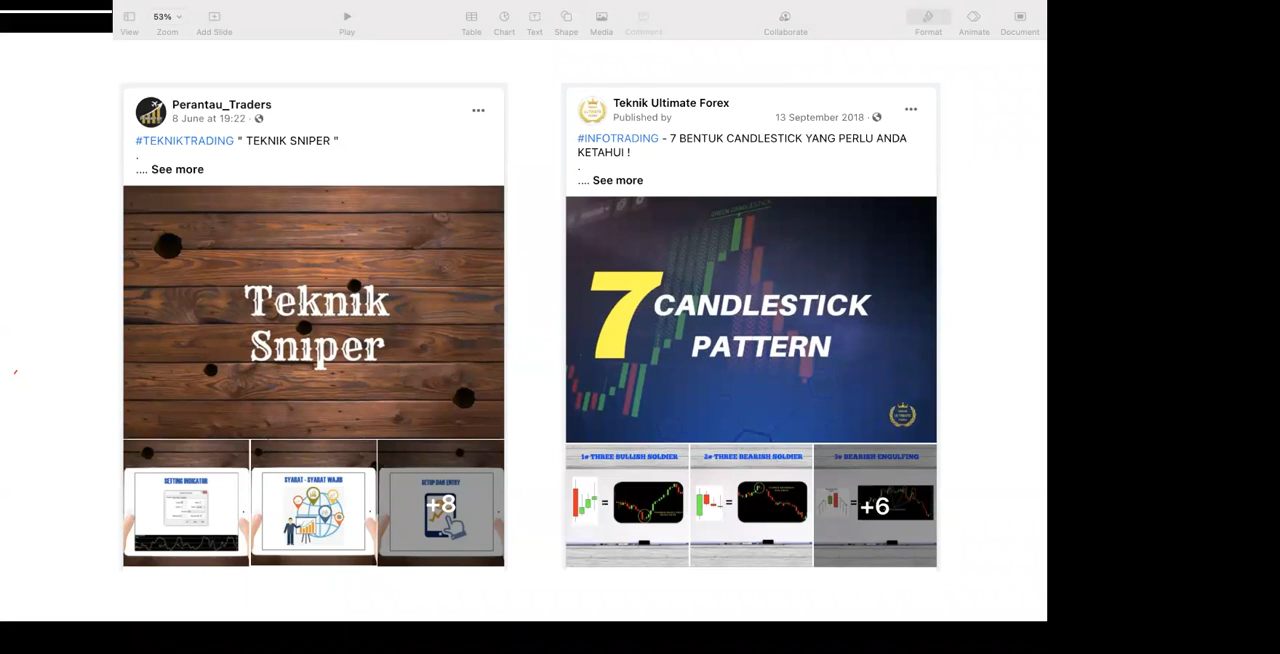 53%
View
Zoom
Add Slide
Play
Table
Chart
Text
Shape
Media
Comment
Collaborate
Format
Animate
Document
Perantau_Traders
8 June at 19:22 ·
#TEKNIKTRADING " TEKNIK SNIPER "
.
.... See more
Teknik
Sniper
SETTING INDICATOR
SYARAT - SYARAT WAJIB
SETUP DAN ENTRY
+8
Teknik Ultimate Forex
Published by
13 September 2018 ·
#INFOTRADING - 7 BENTUK CANDLESTICK YANG PERLU ANDA
KETAHUI !
.
.... See more
GREEN CANDLESTICK
7 CANDLESTICK
PATTERN
1# THREE BULLISH SOLDIER
2# THREE BEARISH SOLDIER
3# BEARISH ENGULFING
=
=
=
+6